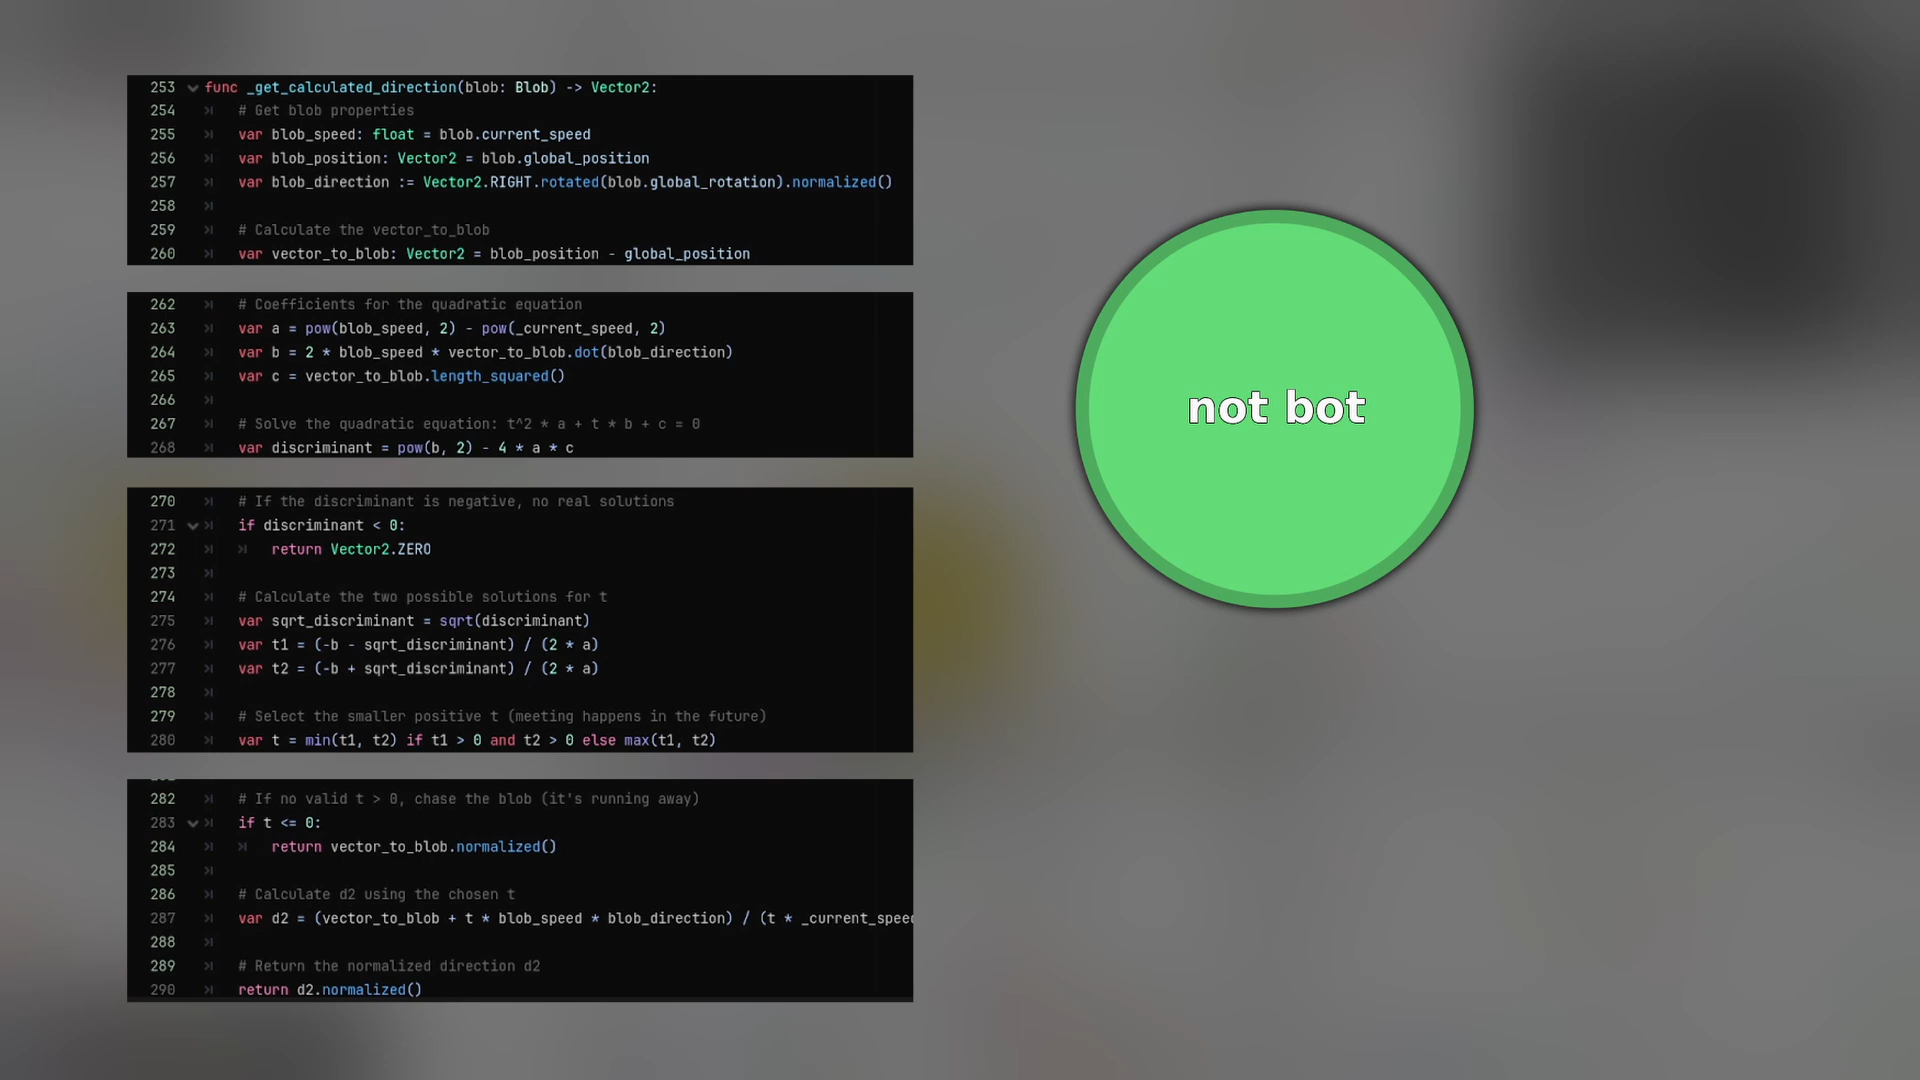 253 func _get_calculated_direction(blob: Blob) -> Vector2:
254 # Get blob properties
255 var blob_speed: float = blob.current_speed
256 var blob_position: Vector2 = blob.global_position
257 var blob_direction := Vector2.RIGHT.rotated(blob.global_rotation).normalized()
258
259 # Calculate the vector_to_blob
260 var vector_to_blob: Vector2 = blob_position - global_position
262 # Coefficients for the quadratic equation
263 var a = pow(blob_speed, 2) - pow(_current_speed, 2)
264 var b = 2 * blob_speed * vector_to_blob.dot(blob_direction)
265 var c = vector_to_blob.length_squared()
266
267 # Solve the quadratic equation: t^2 * a + t * b + c = 0
268 var discriminant = pow(b, 2) - 4 * a * c
270 # If the discriminant is negative, no real solutions
271 if discriminant < 0:
272 return Vector2.ZERO
273
274 # Calculate the two possible solutions for t
275 var sqrt_discriminant = sqrt(discriminant)
276 var t1 = (-b - sqrt_discriminant) / (2 * a)
277 var t2 = (-b + sqrt_discriminant) / (2 * a)
278
279 # Select the smaller positive t (meeting happens in the future)
280 var t = min(t1, t2) if t1 > 0 and t2 > 0 else max(t1, t2)
282 # If no valid t > 0, chase the blob (it's running away)
283 if t <= 0:
284 return vector_to_blob.normalized()
285
286 # Calculate d2 using the chosen t
287 var d2 = (vector_to_blob + t * blob_speed * blob_direction) / (t * _current_speed
288
289 # Return the normalized direction d2
290 return d2.normalized()
not bot